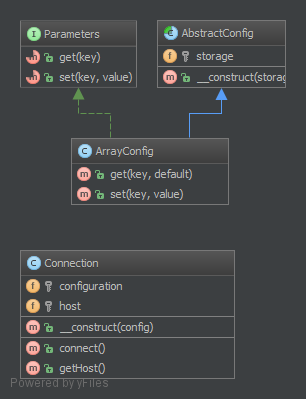 Parameters
get(key)
set(key, value)
AbstractConfig
storage
__construct(storag
ArrayConfig
get(key, default)
set(key, value)
Connection
configuration
host
__construct(config)
connect()
getHost()
Powered by yFiles